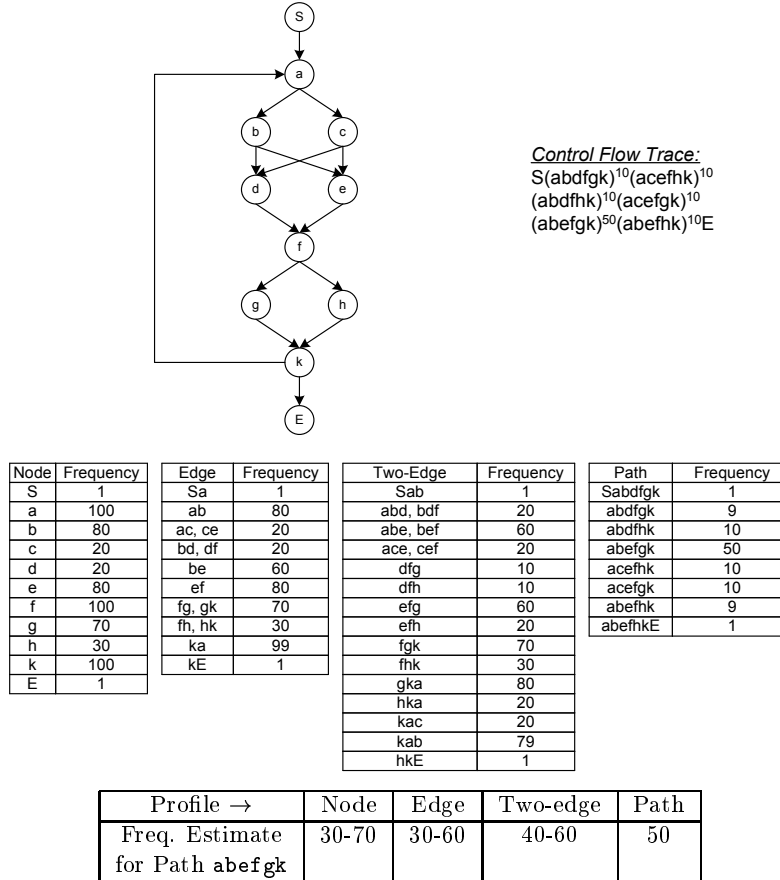 S
a
b c
d e
f
g h
k
E
Control Flow Trace:
S(abdfgk)¹⁰(acefhk)¹⁰
(abdfhk)¹⁰(acefgk)¹⁰
(abefgk)⁵⁰(abefhk)¹⁰E
Node Frequency
S 1
a 100
b 80
c 20
d 20
e 80
f 100
g 70
h 30
k 100
E 1
Edge Frequency
Sa 1
ab 80
ac, ce 20
bd, df 20
be 60
ef 80
fg, gk 70
fh, hk 30
ka 99
kE 1
Two-Edge Frequency
Sab 1
abd, bdf 20
abe, bef 60
ace, cef 20
dfg 10
dfh 10
efg 60
efh 20
fgk 70
fhk 30
gka 80
hka 20
kac 20
kab 79
hkE 1
Path Frequency
Sabdfgk 1
abdfgk 9
abdfhk 10
abefgk 50
acefhk 10
acefgk 10
abefhk 9
abefhkE 1
Profile → Node Edge Two-edge Path
Freq. Estimate 30-70 30-60 40-60 50
for Path abefgk